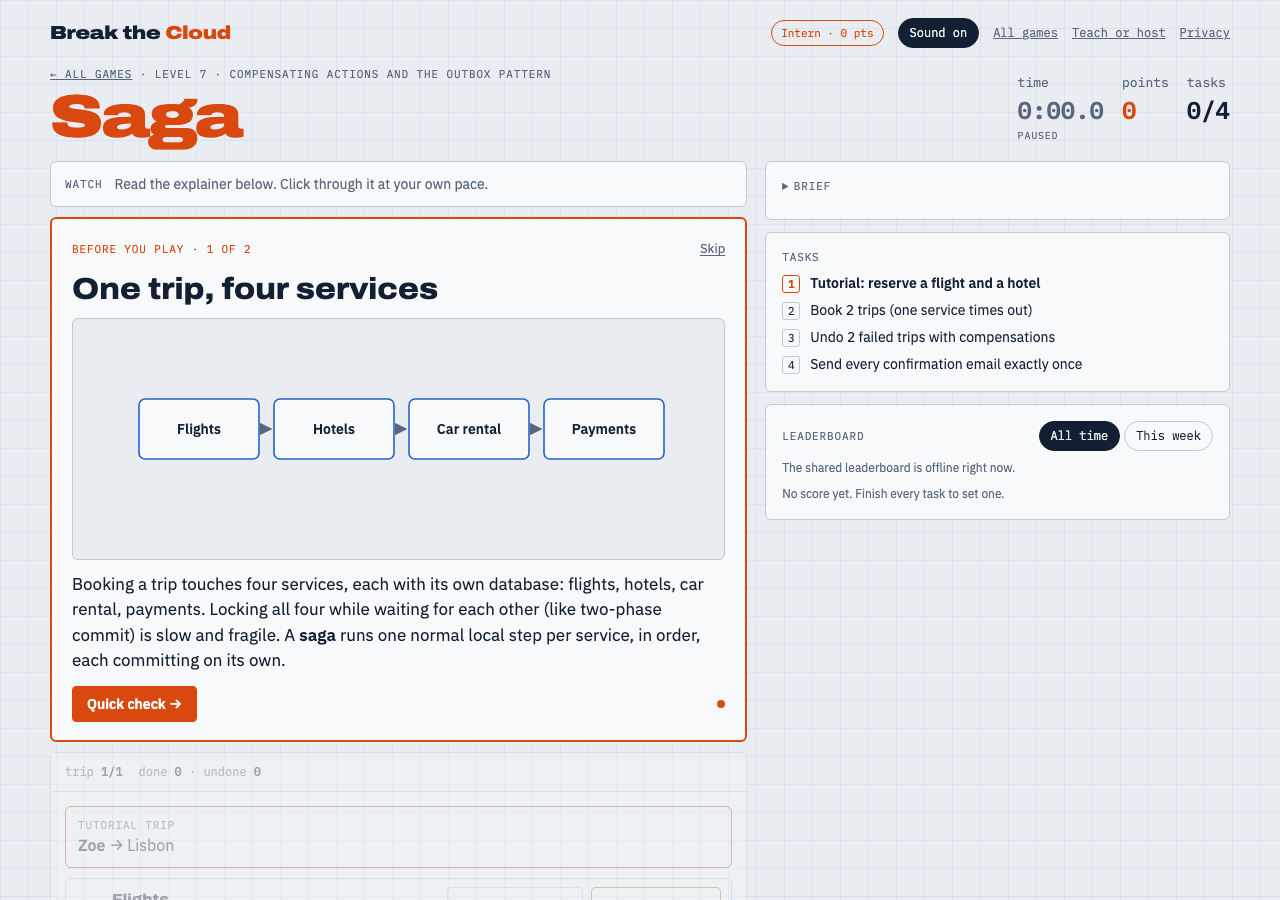 Break the Cloud
Intern · 0 pts
Sound on
All games
Teach or host
Privacy
← ALL GAMES · LEVEL 7 · COMPENSATING ACTIONS AND THE OUTBOX PATTERN
Saga
time
0:00.0
PAUSED
points
0
tasks
0/4
WATCH Read the explainer below. Click through it at your own pace.
BEFORE YOU PLAY · 1 OF 2
Skip
One trip, four services
Flights
Hotels
Car rental
Payments
Booking a trip touches four services, each with its own database: flights, hotels, car
rental, payments. Locking all four while waiting for each other (like two-phase
commit) is slow and fragile. A saga runs one normal local step per service, in order,
each committing on its own.
Quick check →
trip 1/1 done 0 · undone 0
TUTORIAL TRIP
Zoe → Lisbon
Flights
▶ BRIEF
TASKS
1 Tutorial: reserve a flight and a hotel
2 Book 2 trips (one service times out)
3 Undo 2 failed trips with compensations
4 Send every confirmation email exactly once
LEADERBOARD
All time
This week
The shared leaderboard is offline right now.
No score yet. Finish every task to set one.